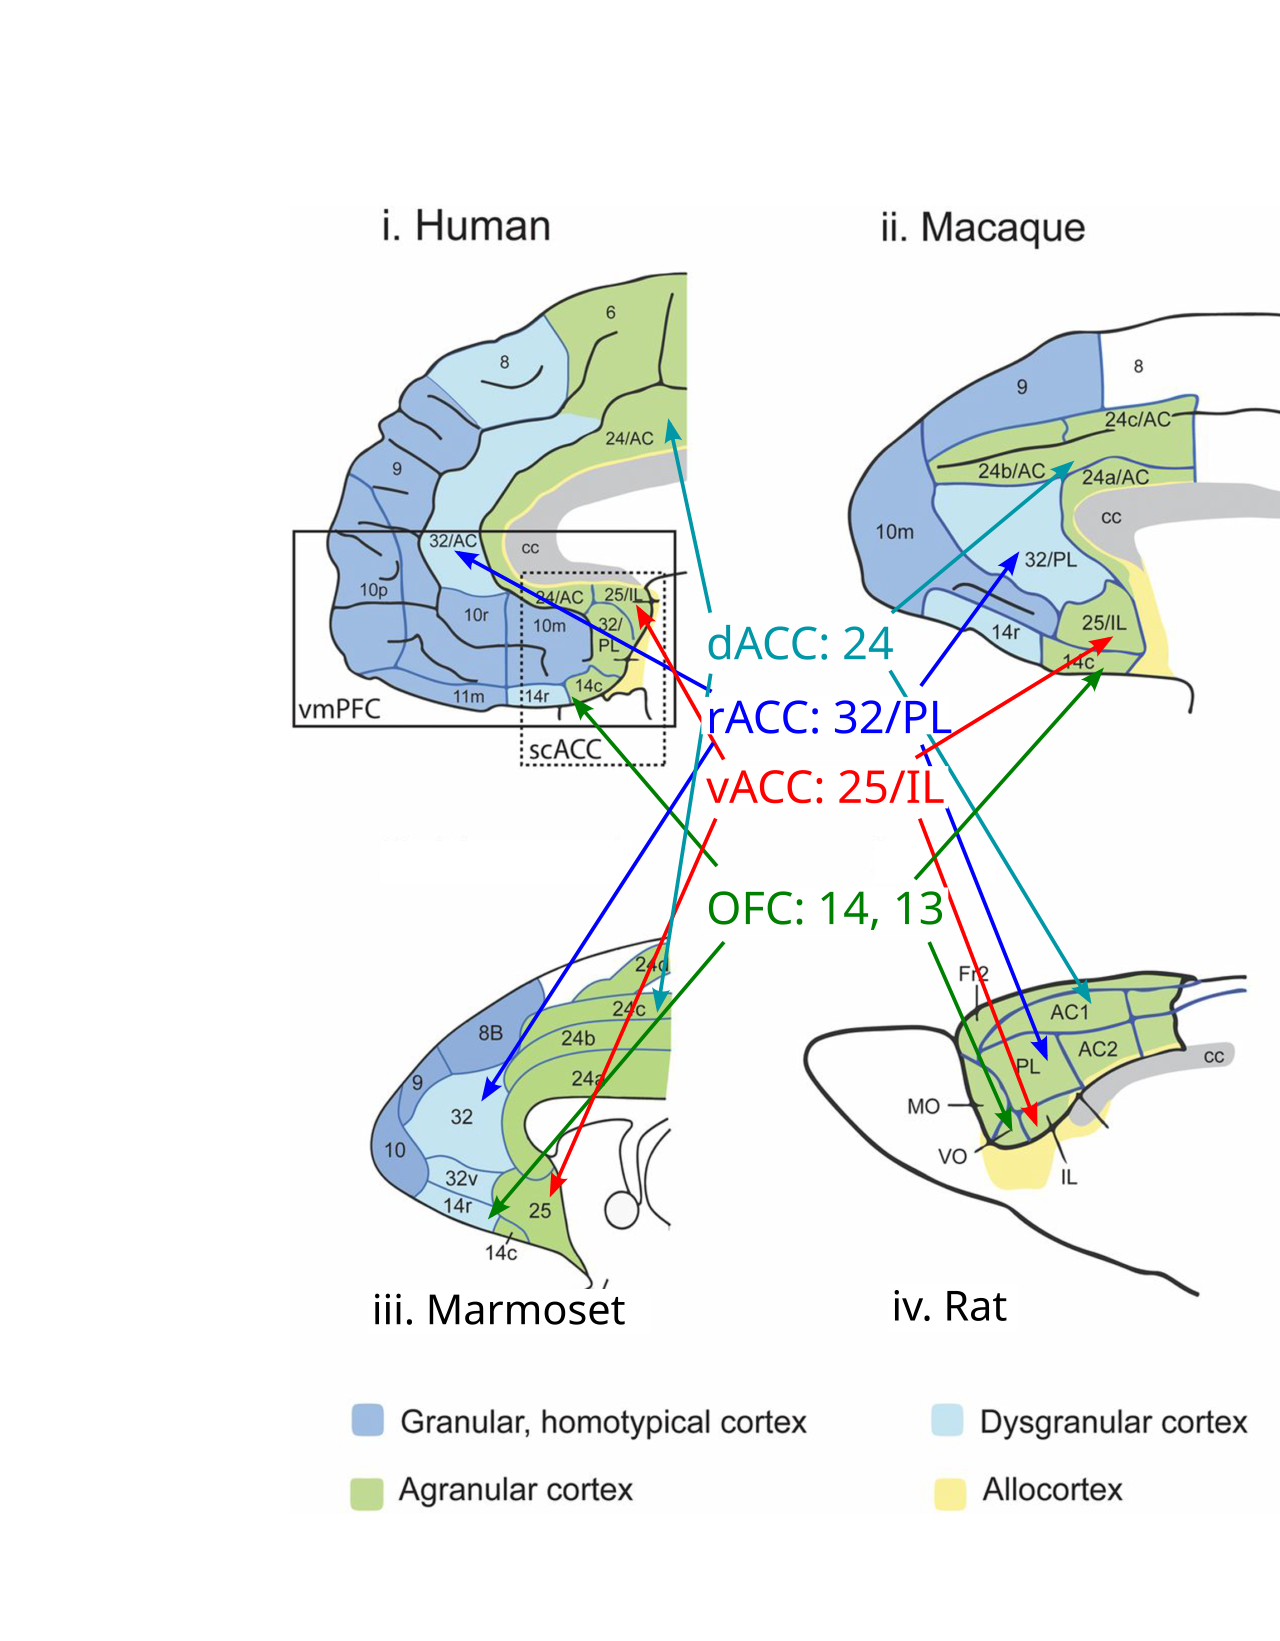 i. Human
ii. Macaque
6
8
9
24/AC
32/AC
cc
10p
10r
24/AC
25/IL
10m
32/
PL
11m
14r
14c
vmPFC
scACC
8
9
24c/AC
24b/AC
24a/AC
cc
10m
32/PL
25/IL
14r
14c
dACC: 24
rACC: 32/PL
vACC: 25/IL
OFC: 14, 13
24d
24c
8B
24b
24a
9
32
10
32v
14r
25
14c
Fr2
AC1
AC2
cc
PL
MO
VO
IL
iii. Marmoset
iv. Rat
Granular, homotypical cortex
Dysgranular cortex
Agranular cortex
Allocortex